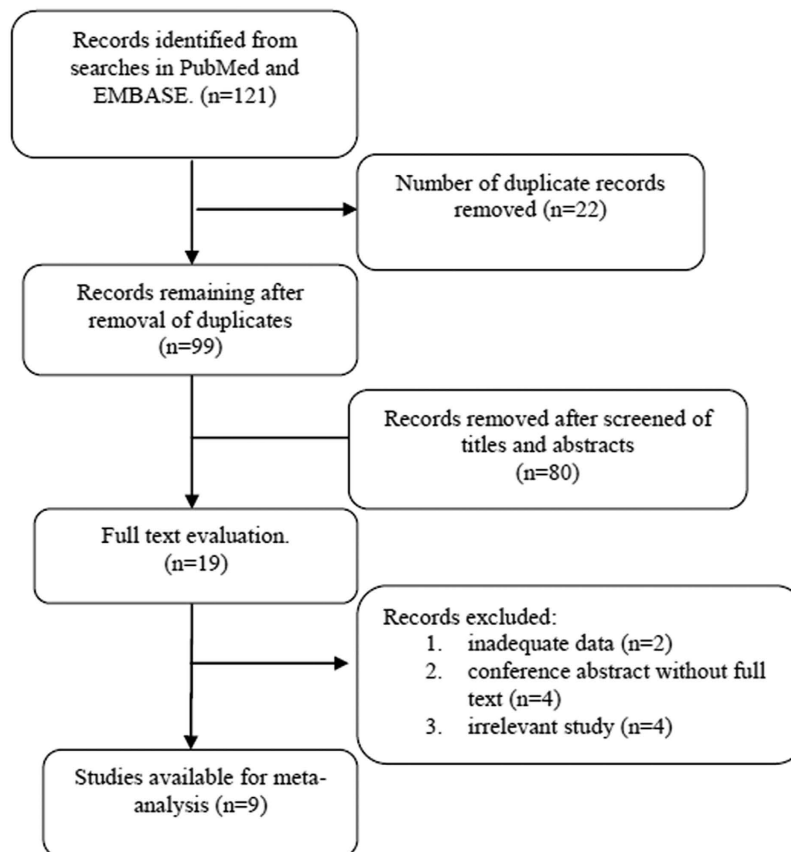 Records identified from
searches in PubMed and
EMBASE. (n=121)
Number of duplicate records
removed (n=22)
Records remaining after
removal of duplicates
(n=99)
Records removed after screened of
titles and abstracts
(n=80)
Full text evaluation.
(n=19)
Records excluded:
1. inadequate data (n=2)
2. conference abstract without full
text (n=4)
3. irrelevant study (n=4)
Studies available for meta-
analysis (n=9)